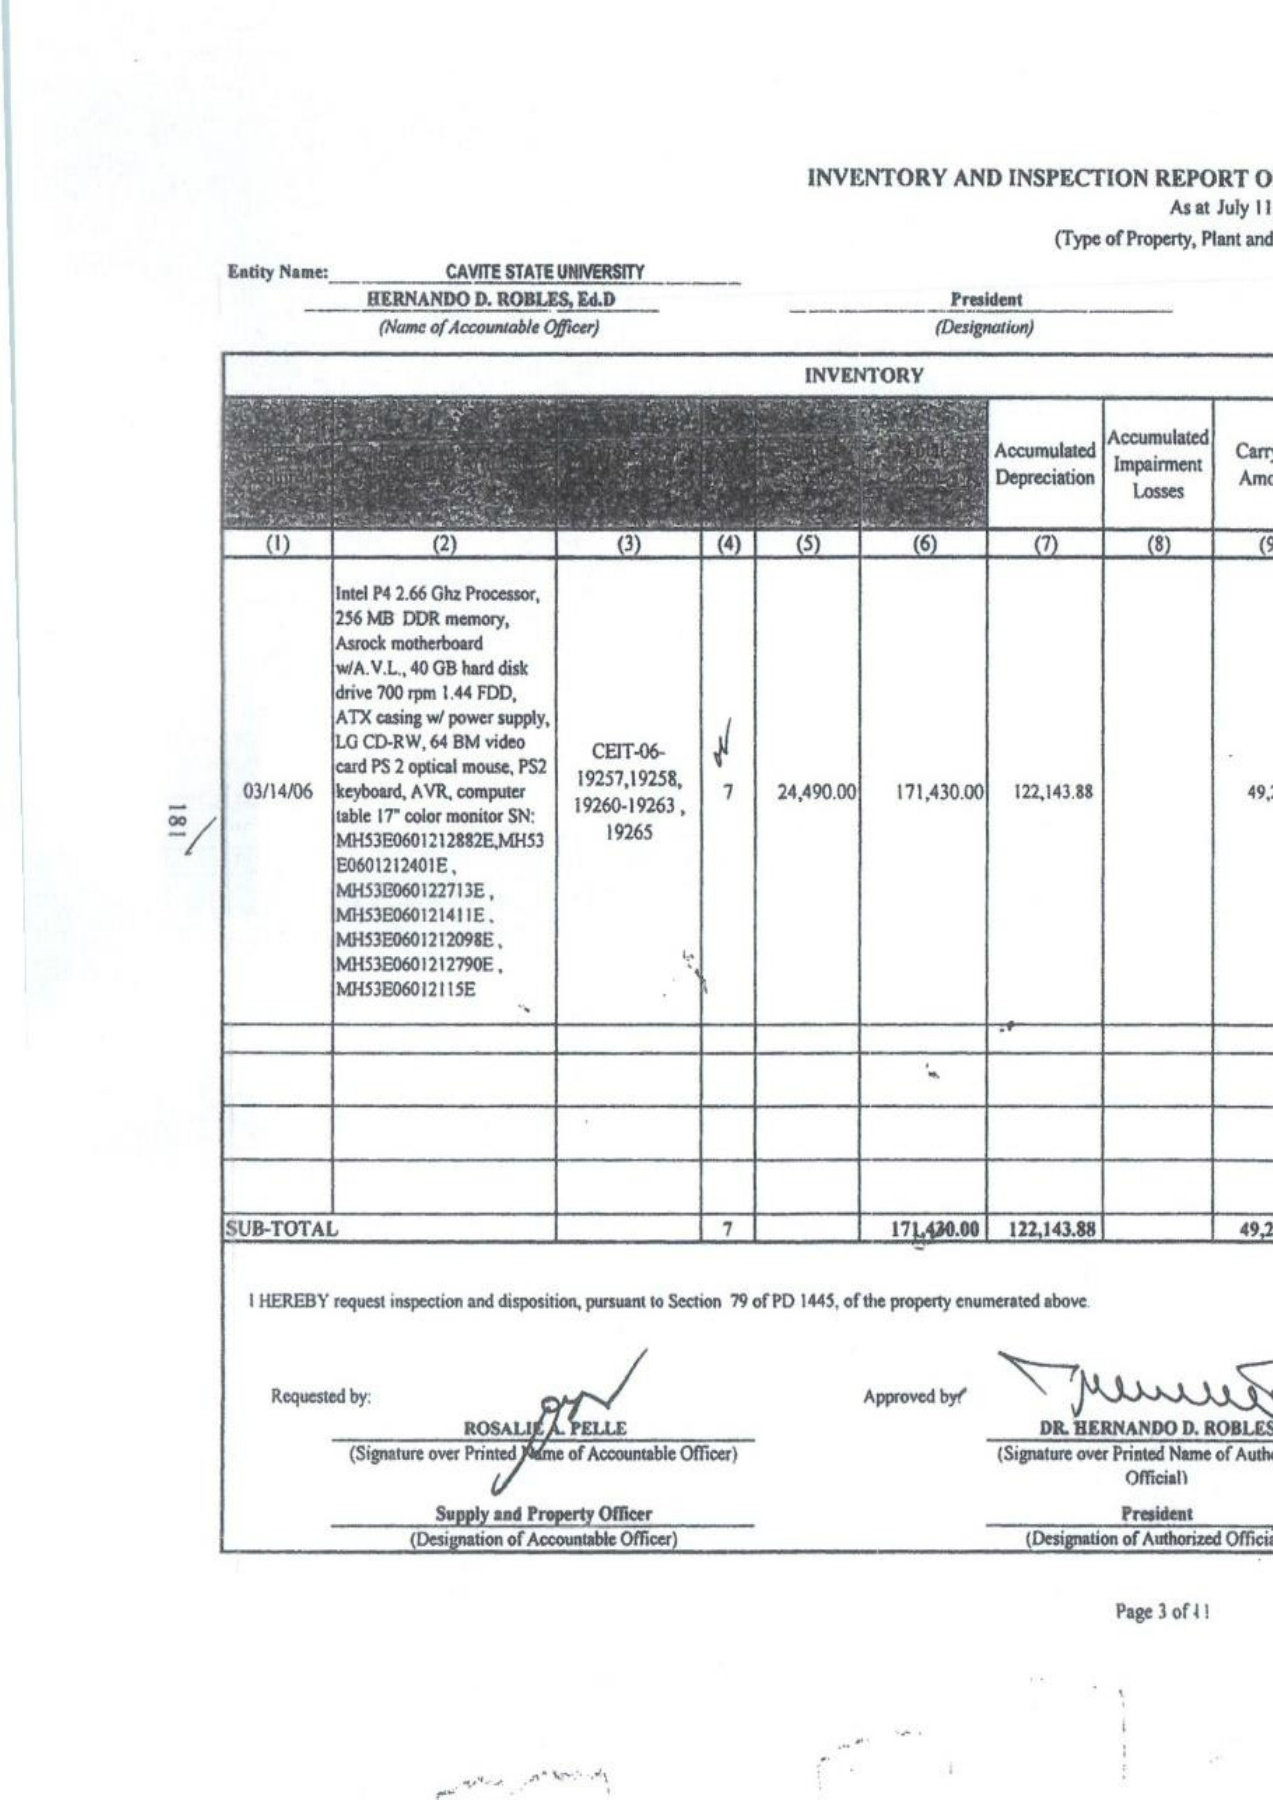 INVENTORY AND INSPECTION REPORT O
As at July 11
(Type of Property, Plant and
Entity Name: CAVITE STATE UNIVERSITY
HERNANDO D. ROBLES, Ed.D President
(Name of Accountable Officer) (Designation)
INVENTORY
Accumulated Depreciation
Accumulated Impairment Losses
Carry
Amo
(1) (2) (3) (4) (5) (6) (7) (8) (9
Intel P4 2.66 Ghz Processor,
256 MB DDR memory,
Asrock motherboard
w/A.V.L., 40 GB hard disk
drive 700 rpm 1.44 FDD,
ATX casing w/ power supply,
LG CD-RW, 64 BM video
card PS 2 optical mouse, PS2
keyboard, AVR, computer
table 17" color monitor SN:
MH53E0601212882E,MH53
E0601212401E ,
MH53E060122713E ,
MH53E060121411E ,
MH53E0601212098E ,
MH53E0601212790E ,
MH53E06012115E
03/14/06
CEIT-06-
19257,19258,
19260-19263 ,
19265
7 24,490.00 171,430.00 122,143.88 49,2
181
SUB-TOTAL 7 171,430.00 122,143.88 49,2
I HEREBY request inspection and disposition, pursuant to Section 79 of PD 1445, of the property enumerated above.
Requested by: Approved by:
ROSALIE A. PELLE DR. HERNANDO D. ROBLES
(Signature over Printed Name of Accountable Officer) (Signature over Printed Name of Autho
Official)
Supply and Property Officer President
(Designation of Accountable Officer) (Designation of Authorized Officia
Page 3 of 41